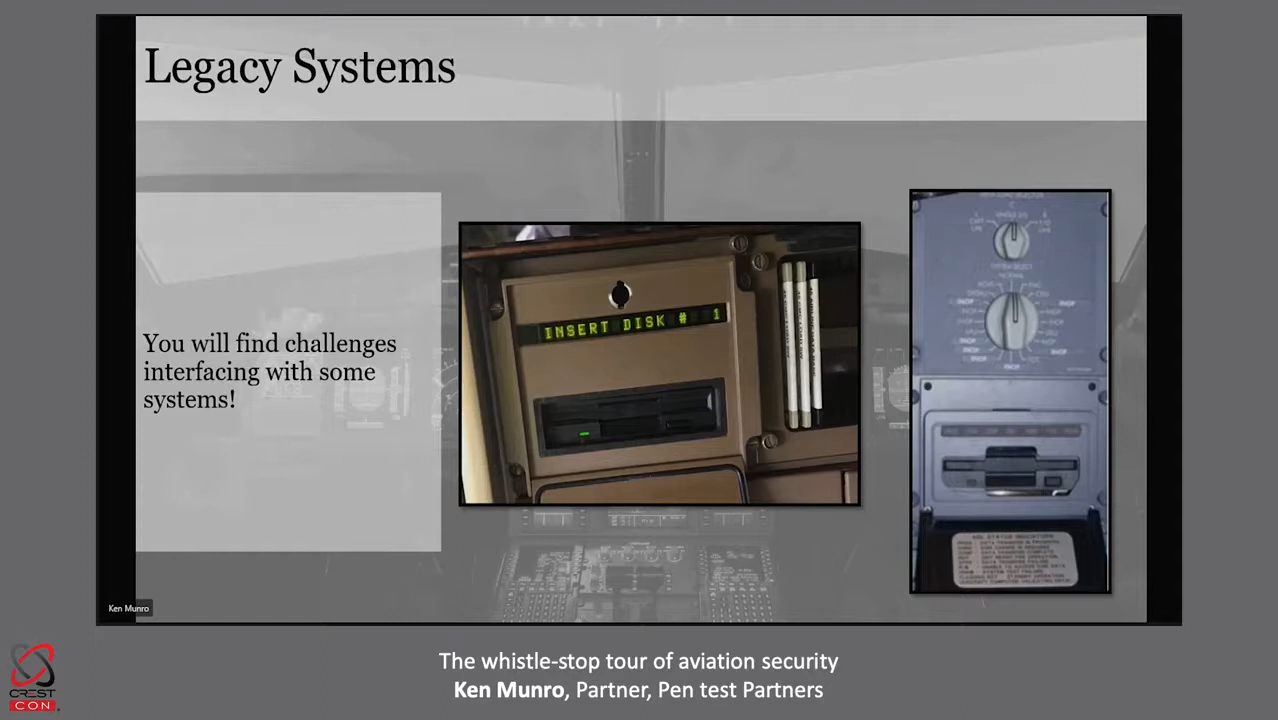 Legacy Systems
You will find challenges
interfacing with some
systems!
INSERT DISK # 1
Ken Munro
CREST
CON
The whistle-stop tour of aviation security
Ken Munro, Partner, Pen test Partners